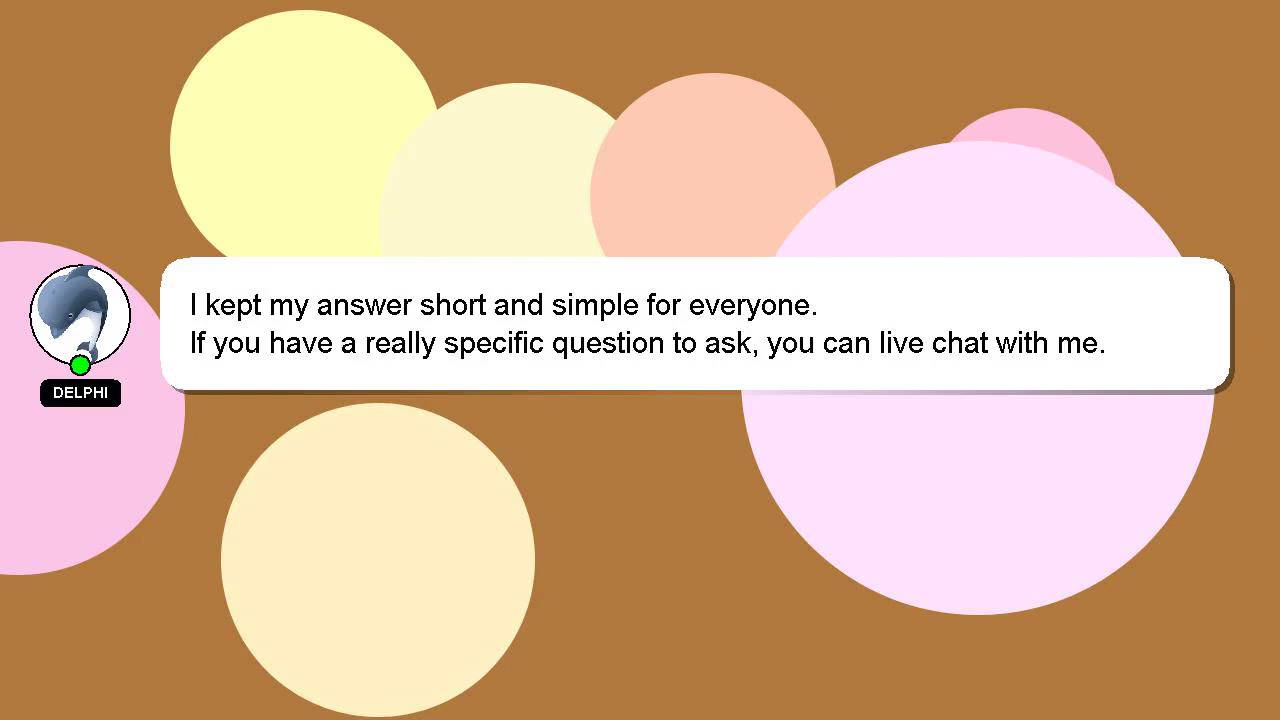 I kept my answer short and simple for everyone.
If you have a really specific question to ask, you can live chat with me.
DELPHI